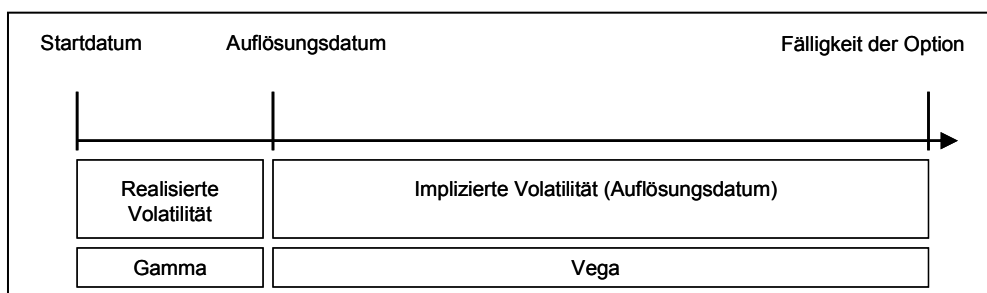 Startdatum Auflösungsdatum Fälligkeit der Option
Realisierte
Volatilität
Implizierte Volatilität (Auflösungsdatum)
Gamma Vega